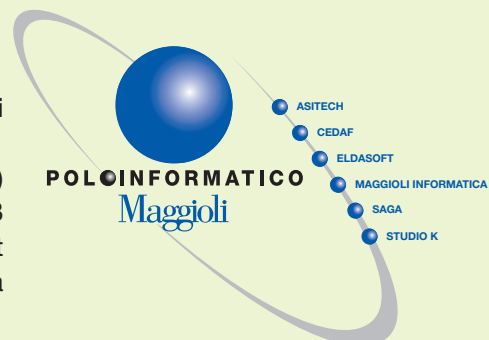 ASITECH
CEDAF
ELDASOFT
POLOINFORMATICO
MAGGIOLI INFORMATICA
Maggioli
SAGA
STUDIO K